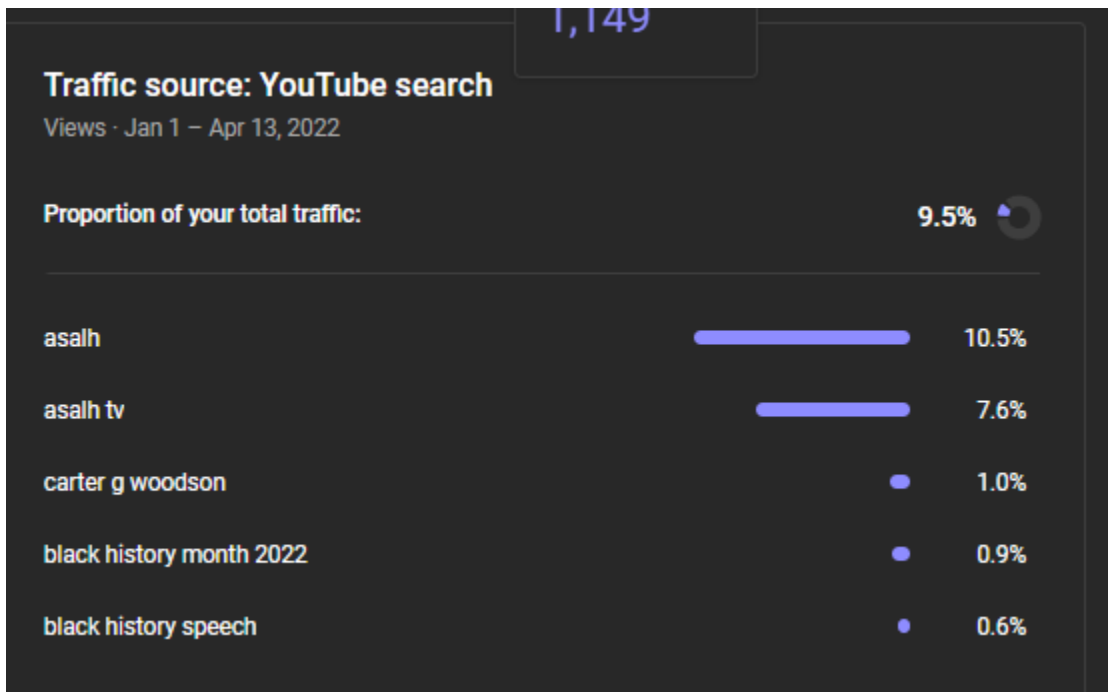 1,149
Traffic source: YouTube search
Views · Jan 1 – Apr 13, 2022
Proportion of your total traffic: 9.5%
asalh 10.5%
asalh tv 7.6%
carter g woodson 1.0%
black history month 2022 0.9%
black history speech 0.6%